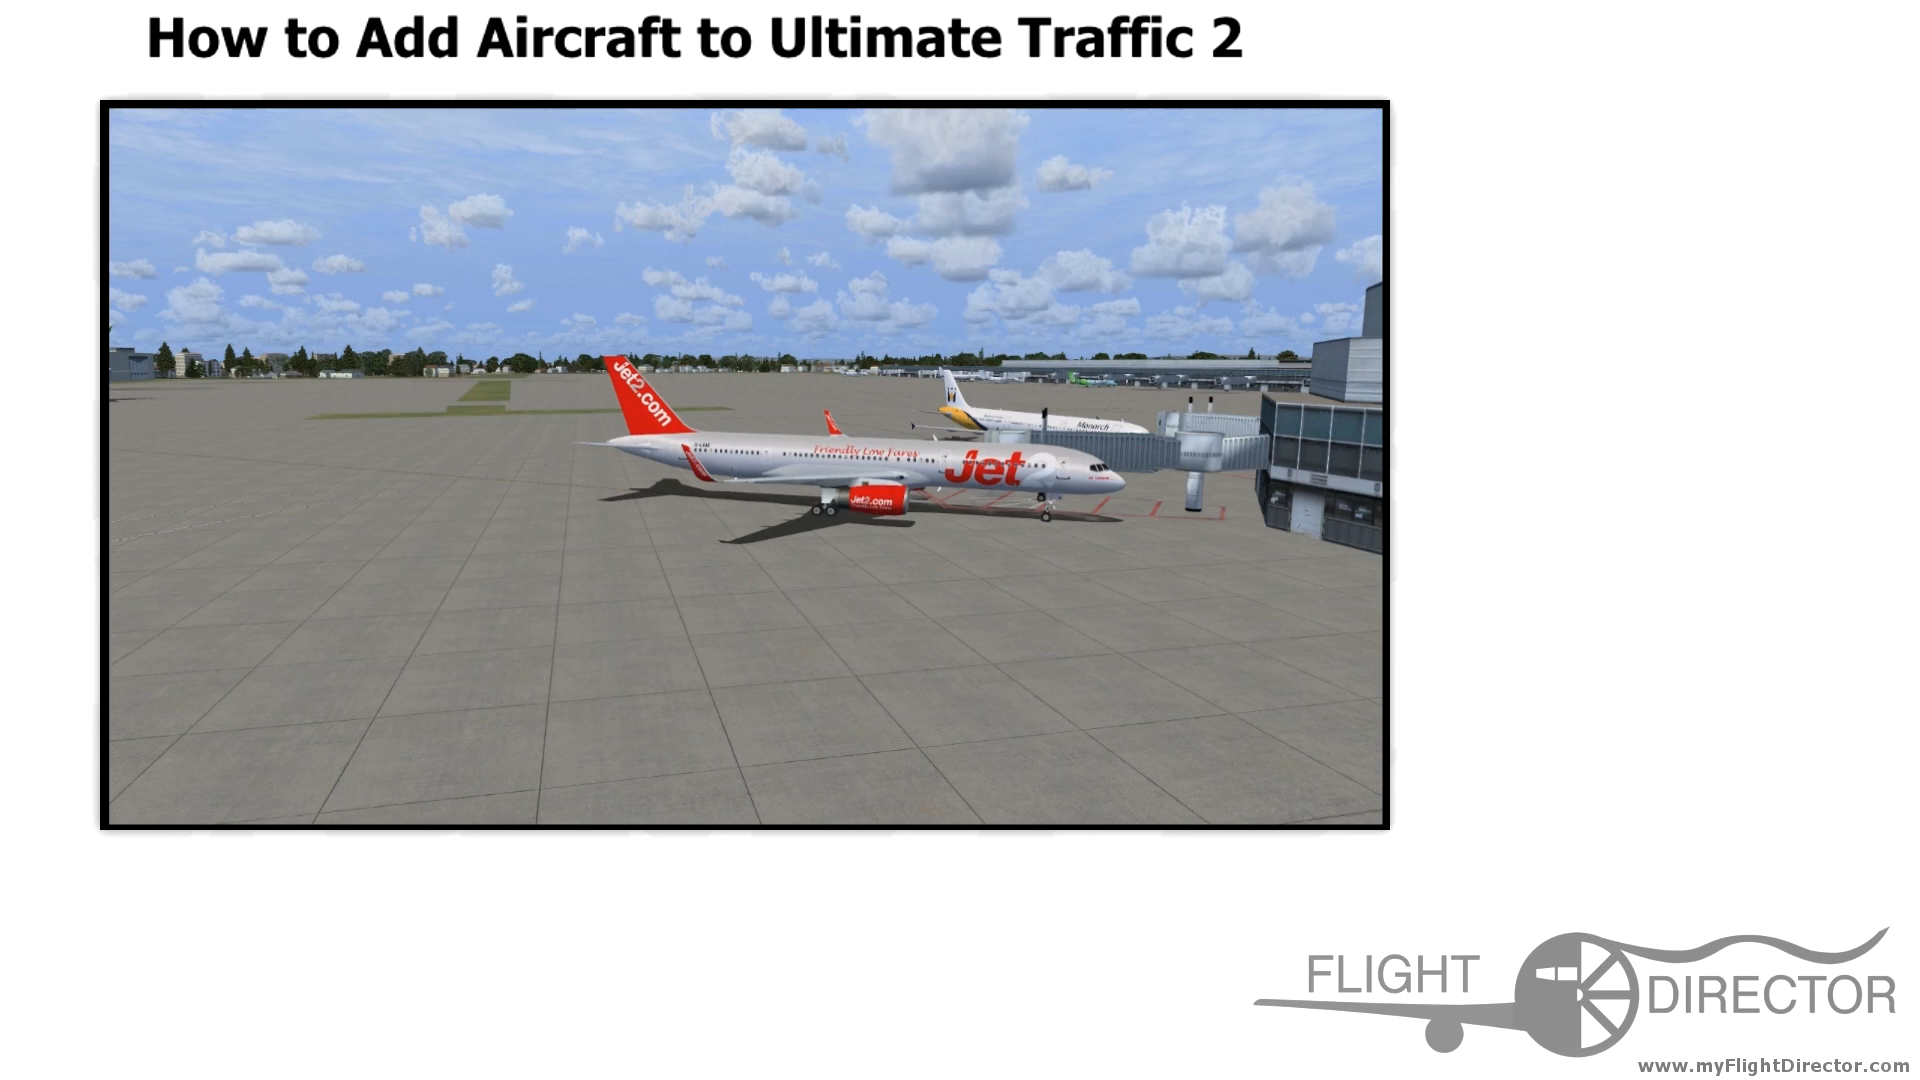 How to Add Aircraft to Ultimate Traffic 2
Jet2.com
Friendly Low Fares
Jet2
Monarch
Jet2.com
FLIGHT
DIRECTOR
www.myFlightDirector.com